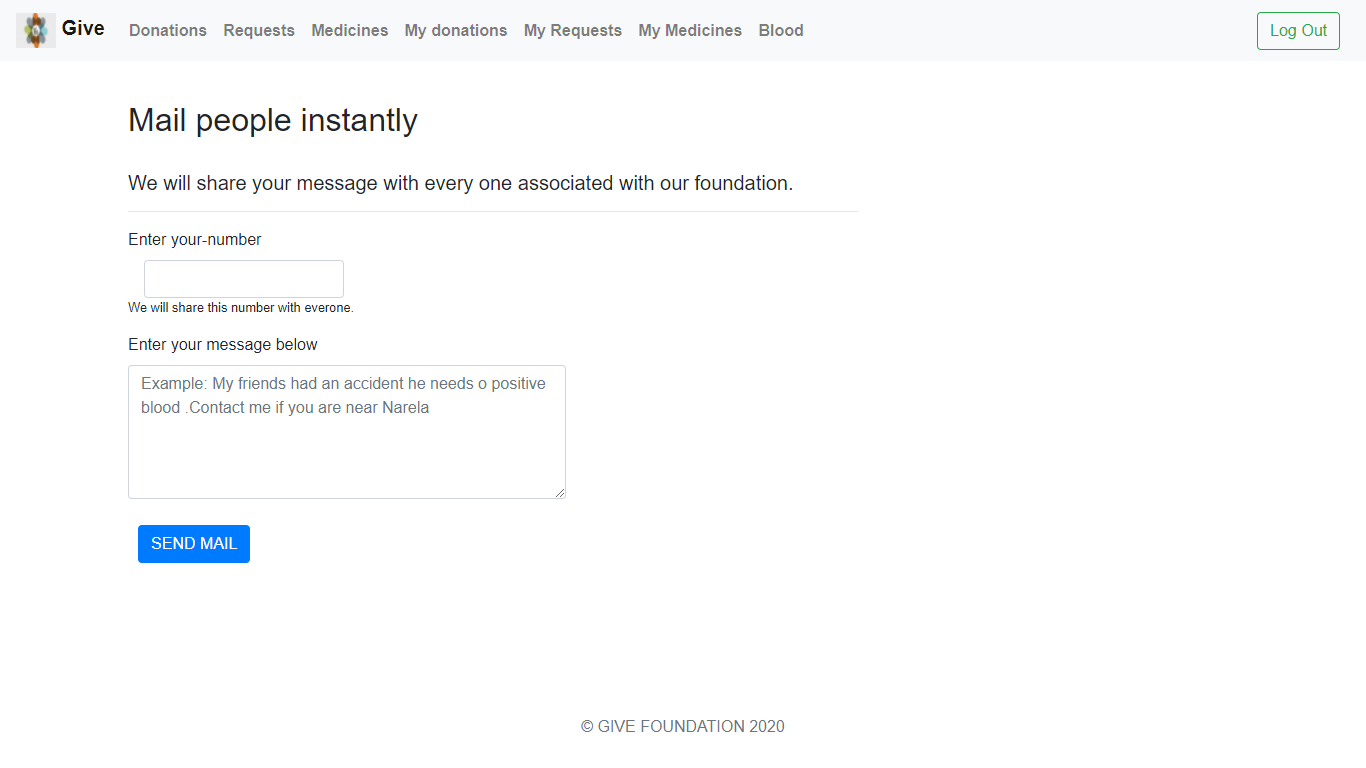 Give Donations Requests Medicines My donations My Requests My Medicines Blood Log Out
Mail people instantly
We will share your message with every one associated with our foundation.
Enter your-number
We will share this number with everone.
Enter your message below
Example: My friends had an accident he needs o positive
blood .Contact me if you are near Narela
SEND MAIL
© GIVE FOUNDATION 2020